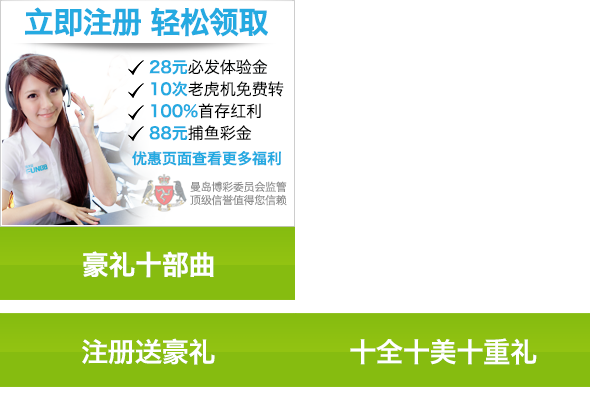 立即注册 轻松领取
28元必发体验金
10次老虎机免费转
100%首存红利
88元捕鱼彩金
优惠页面查看更多福利
曼岛博彩委员会监管
顶级信誉值得您信赖
豪礼十部曲
注册送豪礼
十全十美十重礼